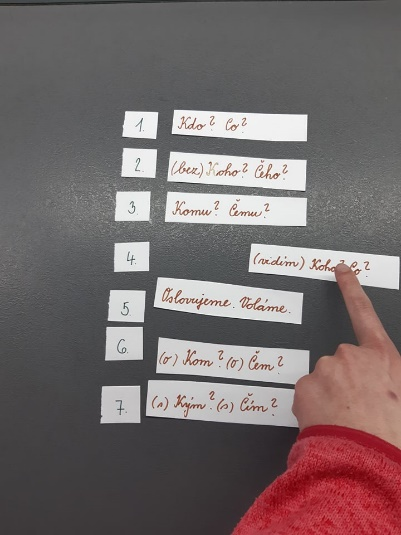 1. Kdo? Co?
2. (bez) Koho? Čeho?
3. Komu? Čemu?
4. (vidím) Koho? Co?
5. Oslovujeme. Voláme.
6. (o) Kom? (o) Čem?
7. (s) Kým? (s) Čím?